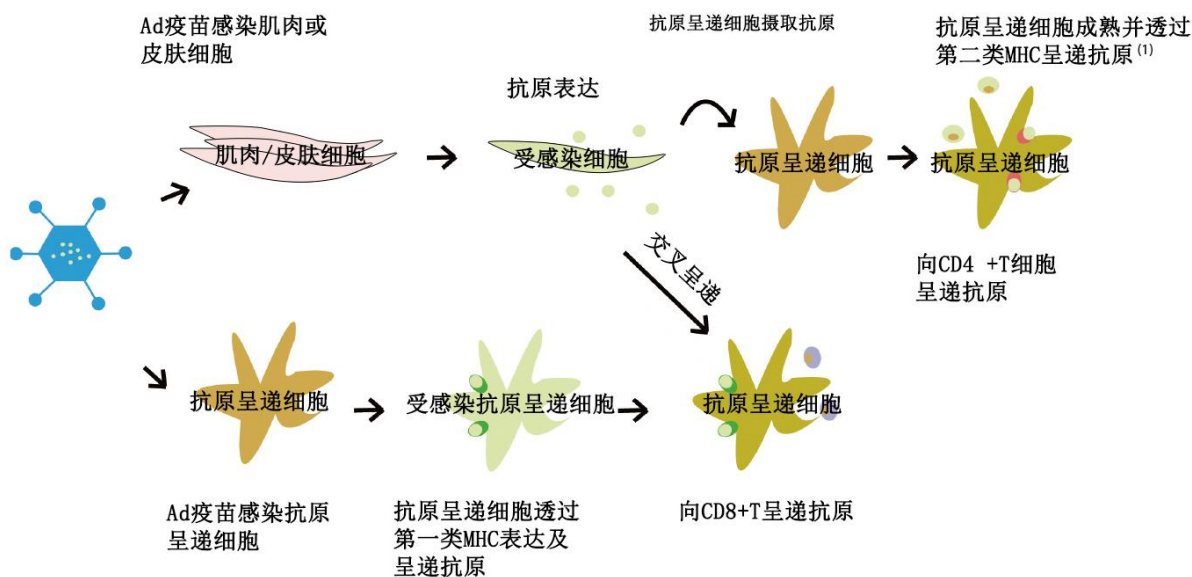 Ad疫苗感染肌肉或
皮肤细胞
抗原呈递细胞摄取抗原
抗原呈递细胞成熟并透过
第二类MHC呈递抗原(1)
抗原表达
肌肉/皮肤细胞
受感染细胞
抗原呈递细胞
抗原呈递细胞
交叉呈递
向CD4 +T细胞
呈递抗原
抗原呈递细胞
受感染抗原呈递细胞
抗原呈递细胞
Ad疫苗感染抗原
呈递细胞
抗原呈递细胞透过
第一类MHC表达及
呈递抗原
向CD8+T呈递抗原